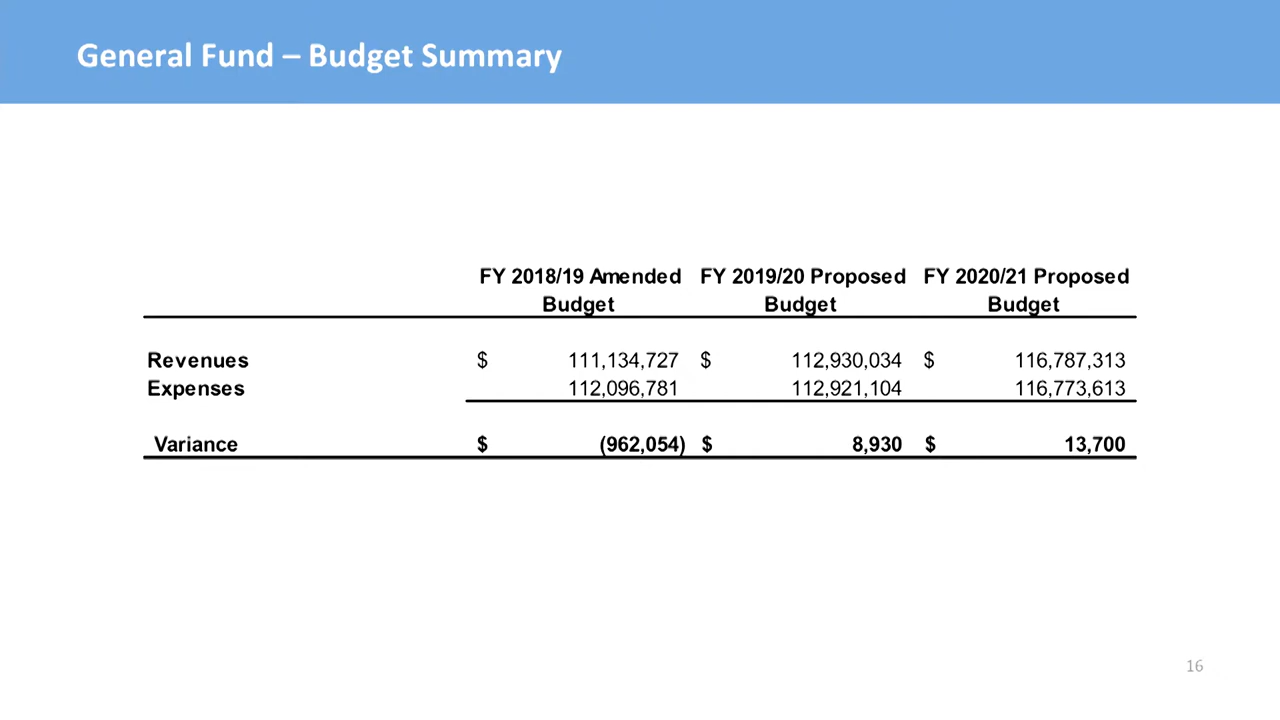 General Fund – Budget Summary
FY 2018/19 Amended FY 2019/20 Proposed FY 2020/21 Proposed
Budget Budget Budget
Revenues $ 111,134,727 $ 112,930,034 $ 116,787,313
Expenses 112,096,781 112,921,104 116,773,613
Variance $ (962,054) $ 8,930 $ 13,700
16